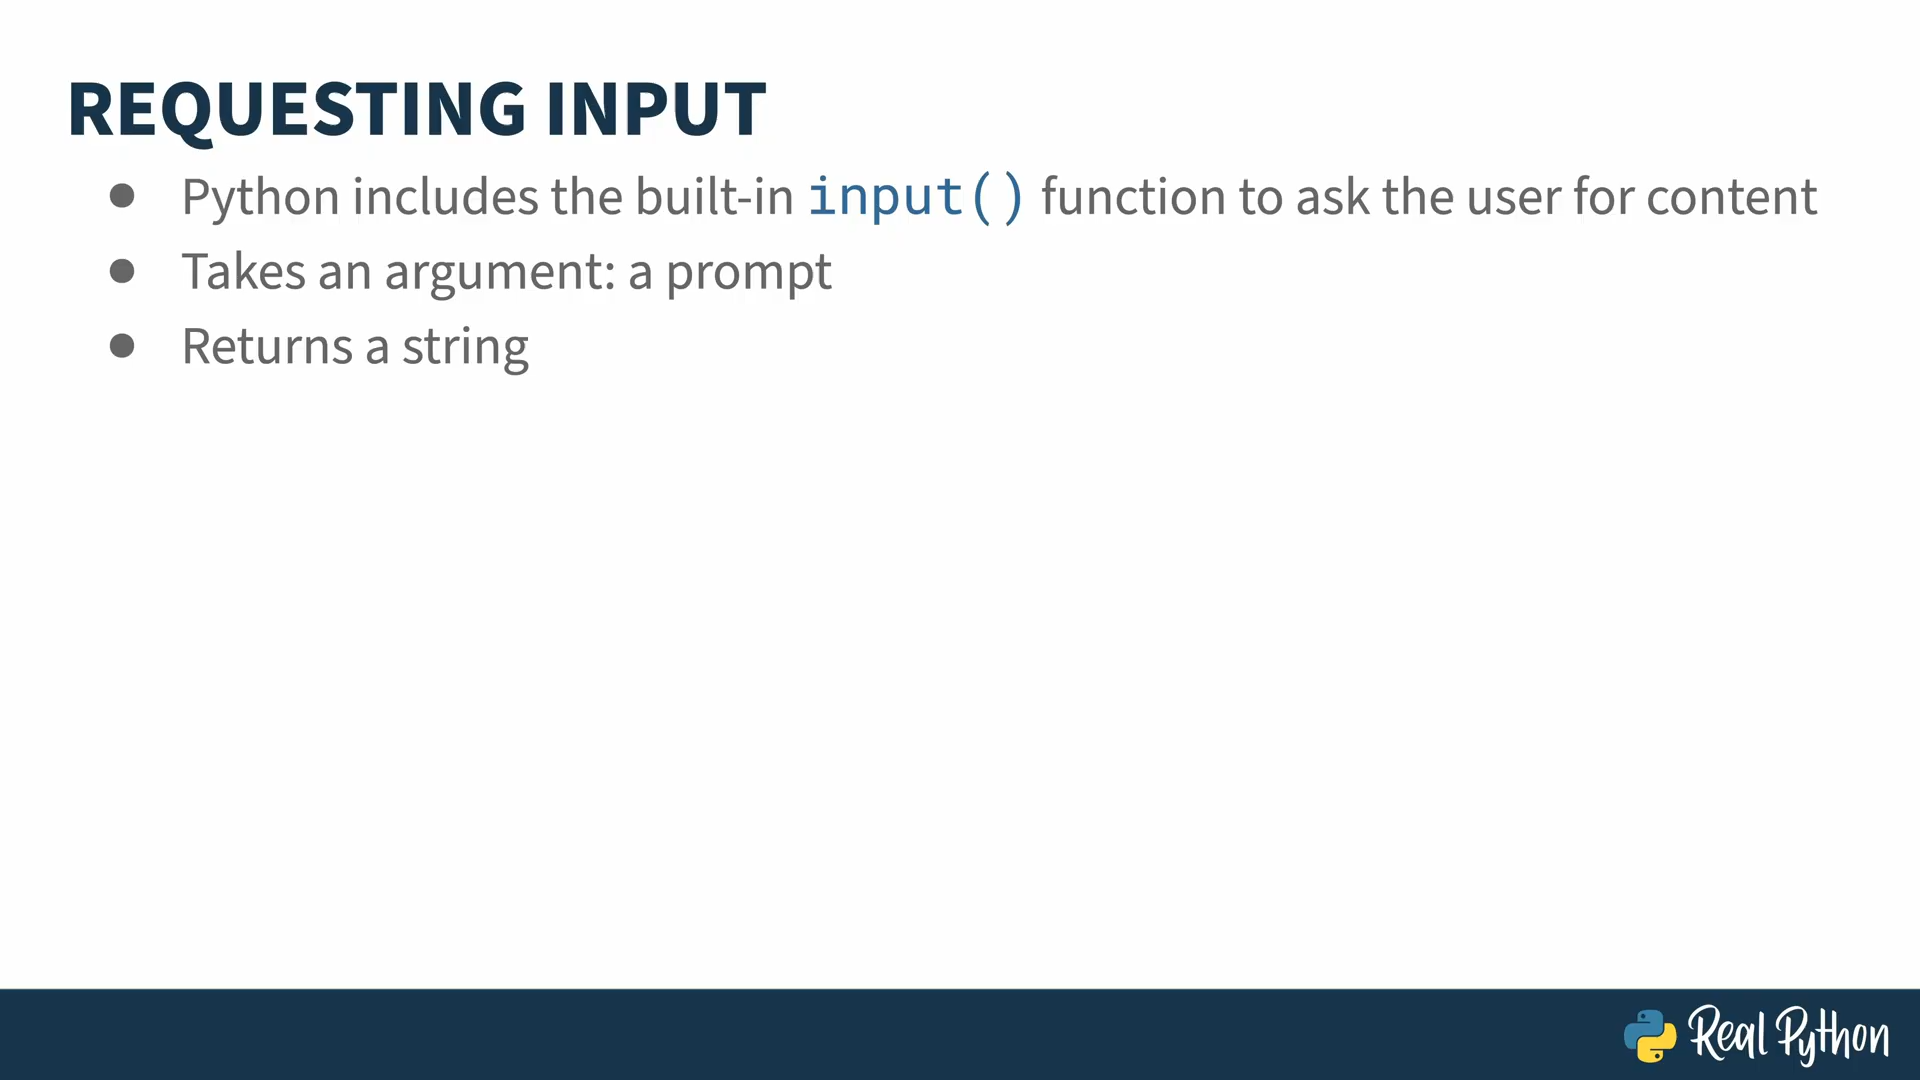 REQUESTING INPUT
● Python includes the built-in input() function to ask the user for content
● Takes an argument: a prompt
● Returns a string
Real Python